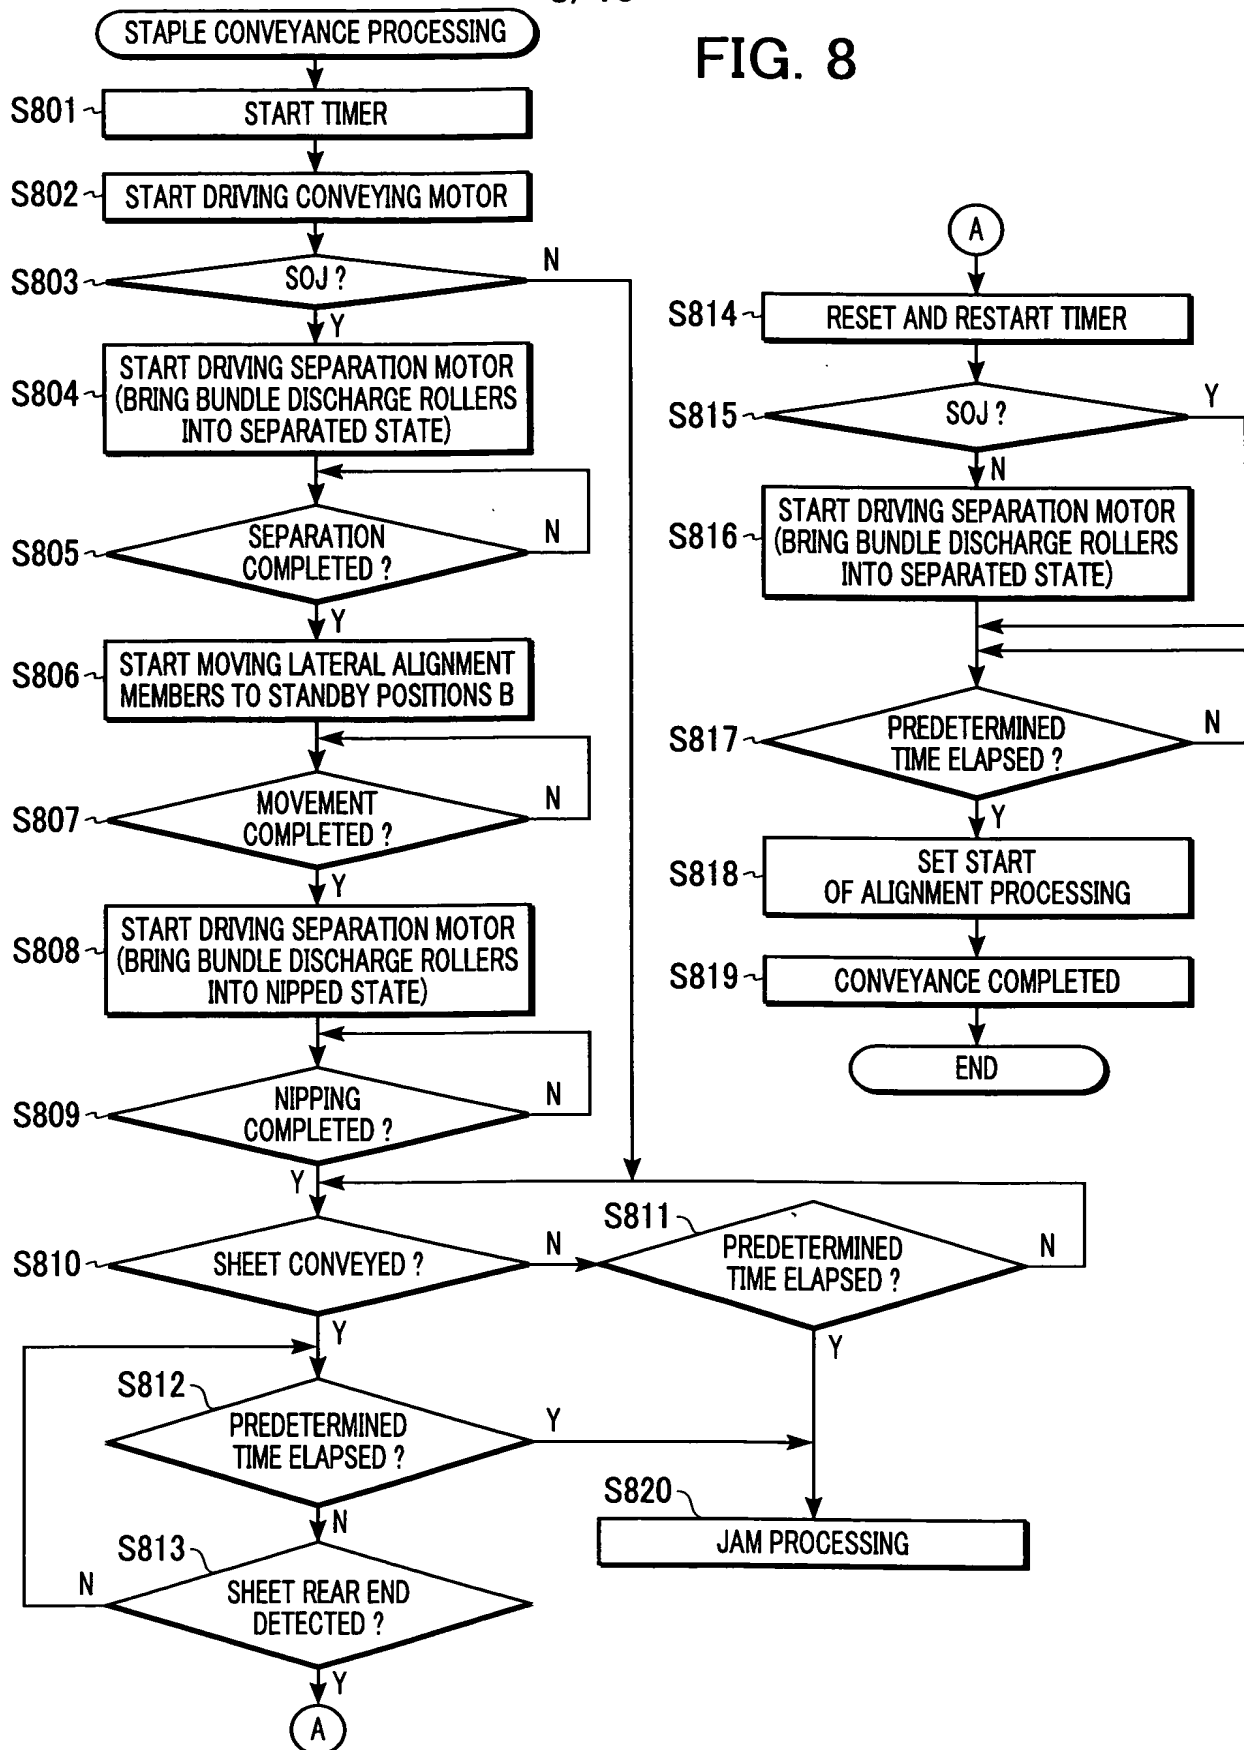 STAPLE CONVEYANCE PROCESSING
FIG. 8
S801
START TIMER
S802
START DRIVING CONVEYING MOTOR
S803
SOJ ?
N
Y
S804
START DRIVING SEPARATION MOTOR
(BRING BUNDLE DISCHARGE ROLLERS
INTO SEPARATED STATE)
S805
SEPARATION
COMPLETED ?
N
Y
S806
START MOVING LATERAL ALIGNMENT
MEMBERS TO STANDBY POSITIONS B
S807
MOVEMENT
COMPLETED ?
N
Y
S808
START DRIVING SEPARATION MOTOR
(BRING BUNDLE DISCHARGE ROLLERS
INTO NIPPED STATE)
S809
NIPPING
COMPLETED ?
N
Y
S810
SHEET CONVEYED ?
N
Y
S811
PREDETERMINED
TIME ELAPSED ?
N
Y
S812
PREDETERMINED
TIME ELAPSED ?
Y
N
S813
SHEET REAR END
DETECTED ?
N
Y
A
S820
JAM PROCESSING
A
S814
RESET AND RESTART TIMER
S815
SOJ ?
Y
N
S816
START DRIVING SEPARATION MOTOR
(BRING BUNDLE DISCHARGE ROLLERS
INTO SEPARATED STATE)
S817
PREDETERMINED
TIME ELAPSED ?
N
Y
S818
SET START
OF ALIGNMENT PROCESSING
S819
CONVEYANCE COMPLETED
END